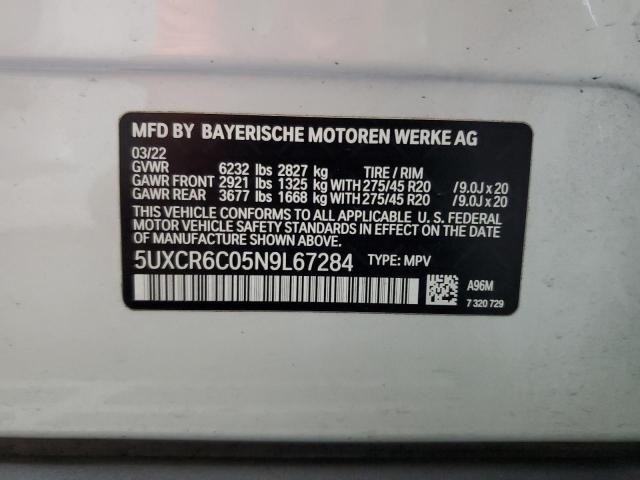 MFD BY BAYERISCHE MOTOREN WERKE AG
03/22
GVWR 6232 lbs 2827 kg TIRE / RIM
GAWR FRONT 2921 lbs 1325 kg WITH 275/45 R20 /9.0J x 20
GAWR REAR 3677 lbs 1668 kg WITH 275/45 R20 /9.0J x 20
THIS VEHICLE CONFORMS TO ALL APPLICABLE U. S. FEDERAL
MOTOR VEHICLE SAFETY STANDARDS IN EFFECT ON THE
DATE OF MANUFACTURE SHOWN ABOVE.
5UXCR6C05N9L67284 TYPE: MPV
A96M
7 320 729